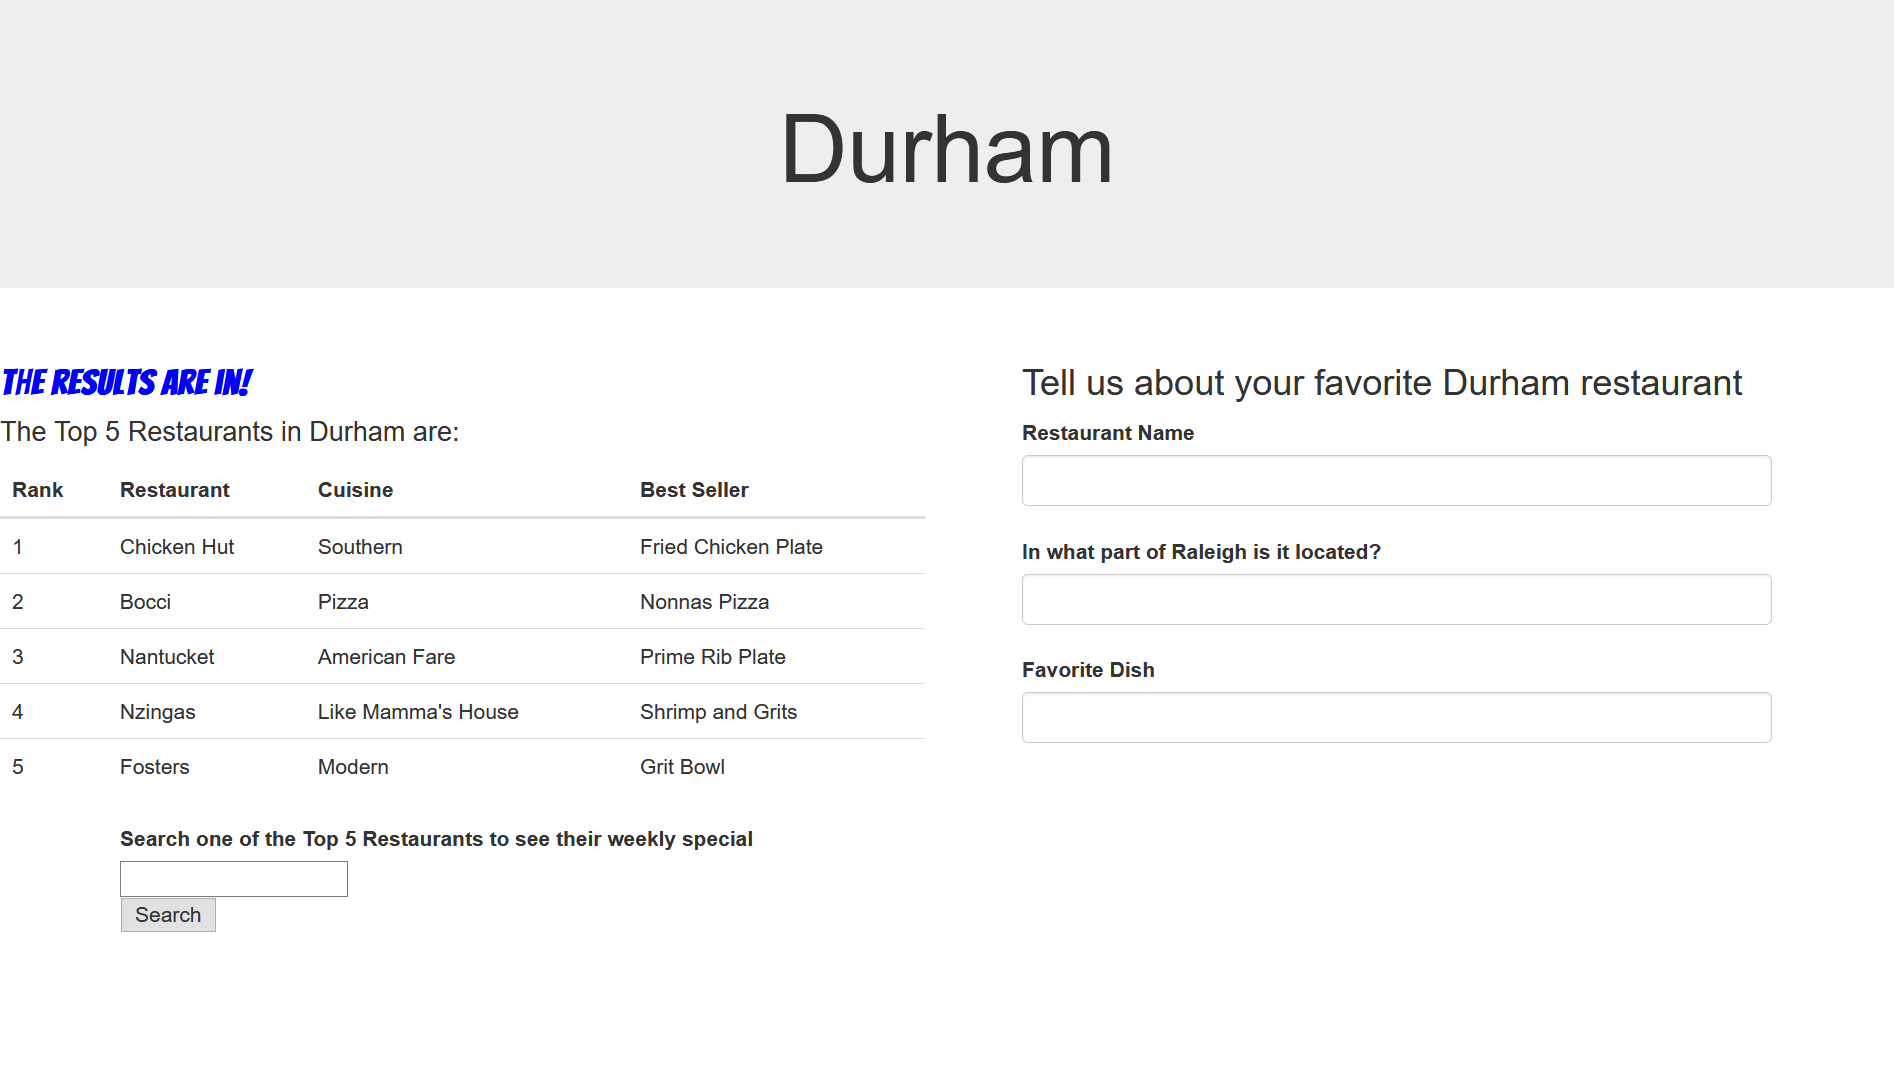 Durham
THE RESULTS ARE IN!
The Top 5 Restaurants in Durham are:
Rank Restaurant Cuisine Best Seller
1 Chicken Hut Southern Fried Chicken Plate
2 Bocci Pizza Nonnas Pizza
3 Nantucket American Fare Prime Rib Plate
4 Nzingas Like Mamma's House Shrimp and Grits
5 Fosters Modern Grit Bowl
Search one of the Top 5 Restaurants to see their weekly special
Search
Tell us about your favorite Durham restaurant
Restaurant Name
In what part of Raleigh is it located?
Favorite Dish